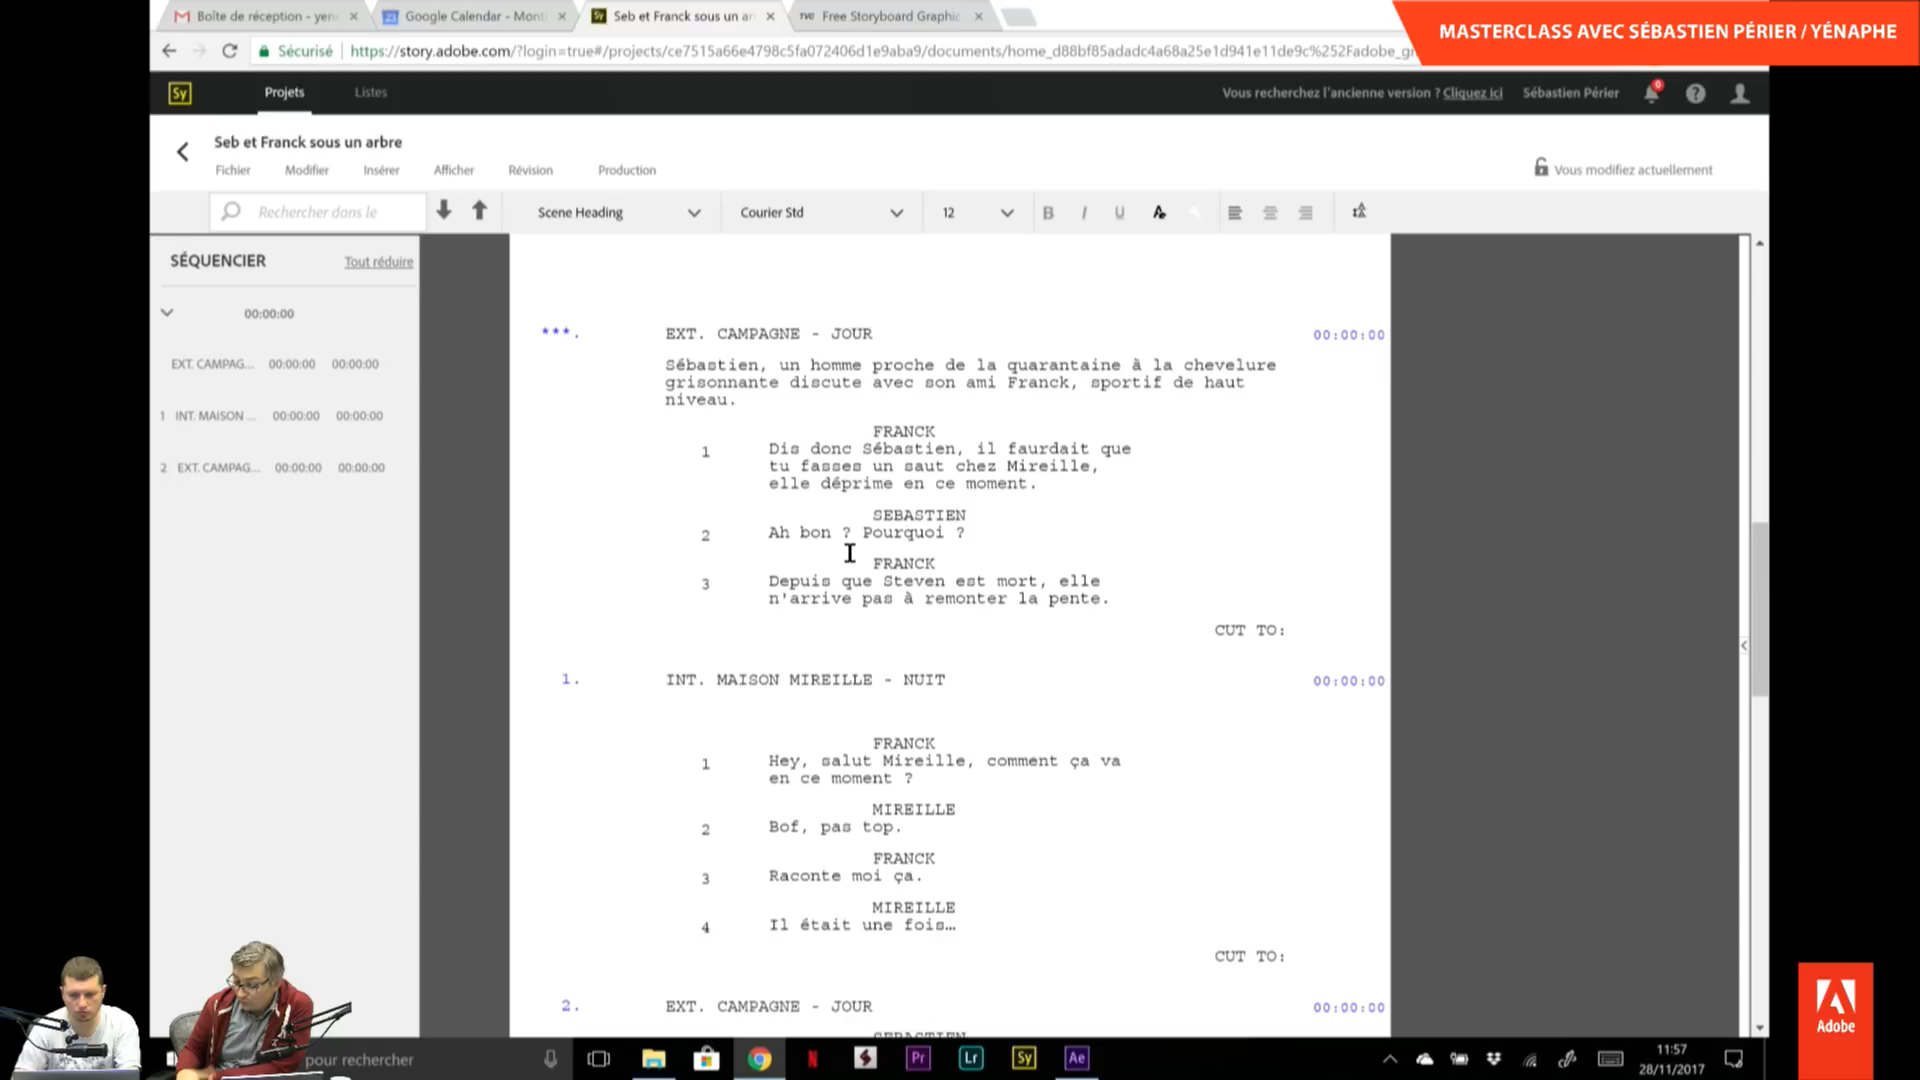 Boîte de réception - yena
Google Calendar - Mont
Seb et Franck sous un ar
Free Storyboard Graphic
MASTERCLASS AVEC SÉBASTIEN PÉRIER / YÉNAPHE
Sécurisé
https://story.adobe.com/?login=true#/projects/ce7515a66e4798c5fa072406d1e9aba9/documents/home_d88bf85adadc4a68a25e1d941e11de9c%252Fadobe_gr
Sy
Projets
Listes
Vous recherchez l'ancienne version ? Cliquez ici
Sébastien Périer
0
Seb et Franck sous un arbre
Fichier
Modifier
Insérer
Afficher
Révision
Production
Vous modifiez actuellement
Rechercher dans le
Scene Heading
Courier Std
12
B
I
U
SÉQUENCIER
Tout réduire
00:00:00
EXT. CAMPAG... 00:00:00 00:00:00
1 INT. MAISON ... 00:00:00 00:00:00
2 EXT. CAMPAG... 00:00:00 00:00:00
***. EXT. CAMPAGNE - JOUR 00:00:00
Sébastien, un homme proche de la quarantaine à la chevelure
grisonnante discute avec son ami Franck, sportif de haut
niveau.
FRANCK
1 Dis donc Sébastien, il faurdait que
tu fasses un saut chez Mireille,
elle déprime en ce moment.
SEBASTIEN
2 Ah bon ? Pourquoi ?
FRANCK
3 Depuis que Steven est mort, elle
n'arrive pas à remonter la pente.
CUT TO:
1. INT. MAISON MIREILLE - NUIT 00:00:00
FRANCK
1 Hey, salut Mireille, comment ça va
en ce moment ?
MIREILLE
2 Bof, pas top.
FRANCK
3 Raconte moi ça.
MIREILLE
4 Il était une fois…
CUT TO:
2. EXT. CAMPAGNE - JOUR 00:00:00
SEBASTIEN
Adobe
pour rechercher
Pr
Lr
Sy
Ae
11:57
28/11/2017